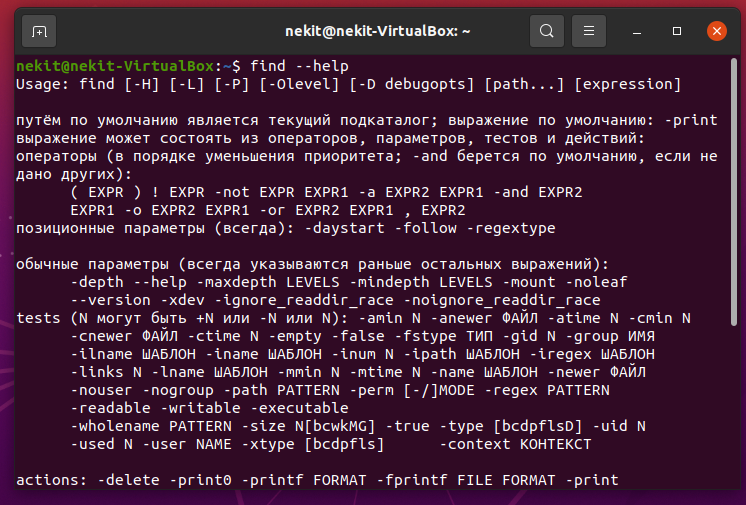 nekit@nekit-VirtualBox: ~
nekit@nekit-VirtualBox:~$ find --help
Usage: find [-H] [-L] [-P] [-Olevel] [-D debugopts] [path...] [expression]
путём по умолчанию является текущий подкаталог; выражение по умолчанию: -print
выражение может состоять из операторов, параметров, тестов и действий:
операторы (в порядке уменьшения приоритета; -and берется по умолчанию, если не
дано других):
( EXPR ) ! EXPR -not EXPR EXPR1 -a EXPR2 EXPR1 -and EXPR2
EXPR1 -o EXPR2 EXPR1 -or EXPR2 EXPR1 , EXPR2
позиционные параметры (всегда): -daystart -follow -regextype
обычные параметры (всегда указываются раньше остальных выражений):
-depth --help -maxdepth LEVELS -mindepth LEVELS -mount -noleaf
--version -xdev -ignore_readdir_race -noignore_readdir_race
tests (N могут быть +N или -N или N): -amin N -anewer ФАЙЛ -atime N -cmin N
-cnewer ФАЙЛ -ctime N -empty -false -fstype ТИП -gid N -group ИМЯ
-ilname ШАБЛОН -iname ШАБЛОН -inum N -ipath ШАБЛОН -iregex ШАБЛОН
-links N -lname ШАБЛОН -mmin N -mtime N -name ШАБЛОН -newer ФАЙЛ
-nouser -nogroup -path PATTERN -perm [-/]MODE -regex PATTERN
-readable -writable -executable
-wholename PATTERN -size N[bcwkMG] -true -type [bcdpflsD] -uid N
-used N -user NAME -xtype [bcdpfls]      -context КОНТЕКСТ
actions: -delete -print0 -printf FORMAT -fprintf FILE FORMAT -print